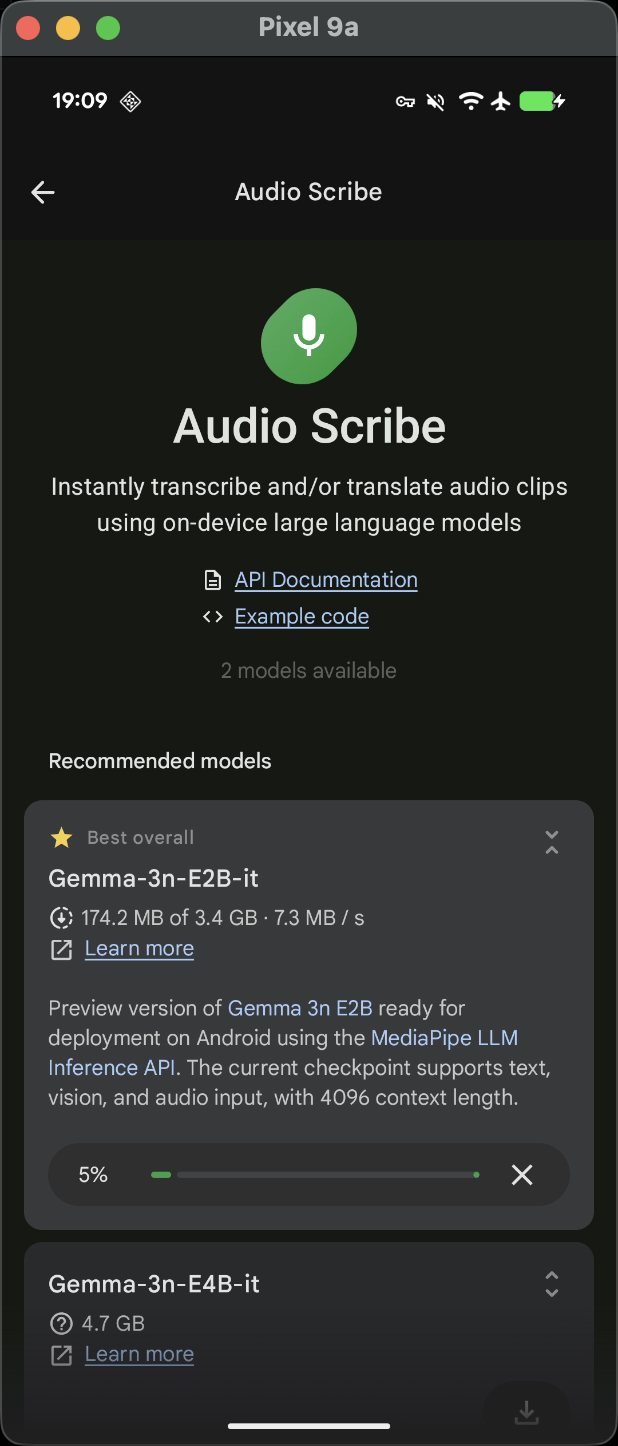 Pixel 9a
19:09
Audio Scribe
Audio Scribe
Instantly transcribe and/or translate audio clips
using on-device large language models
API Documentation
Example code
2 models available
Recommended models
Best overall
Gemma-3n-E2B-it
174.2 MB of 3.4 GB · 7.3 MB / s
Learn more
Preview version of Gemma 3n E2B ready for
deployment on Android using the MediaPipe LLM
Inference API. The current checkpoint supports text,
vision, and audio input, with 4096 context length.
5%
Gemma-3n-E4B-it
4.7 GB
Learn more